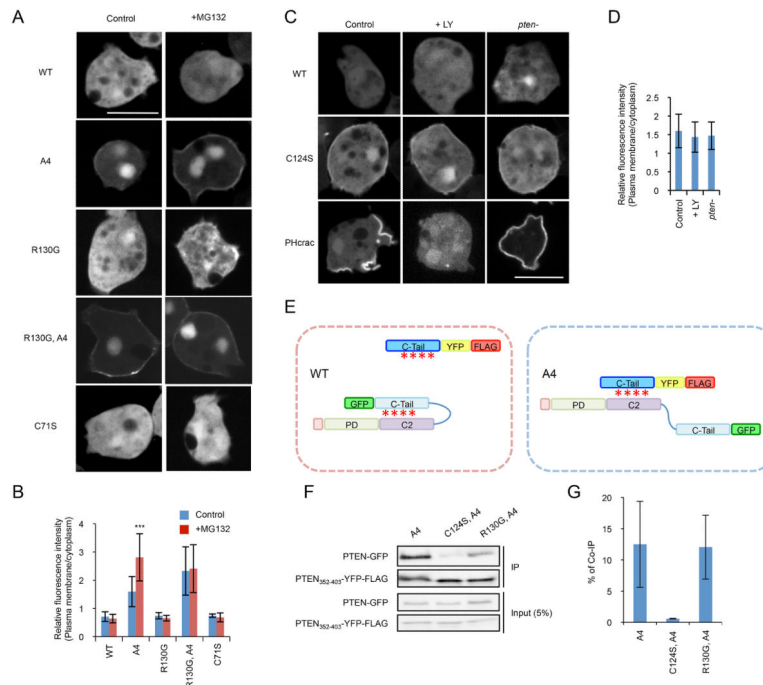 A
Control
+MG132
WT
A4
R130G
R130G, A4
C71S
B
Relative fluorescence intensity
(Plasma membrane/cytoplasm)
5
4
3
2
1
0
***
Control
+MG132
WT
A4
R130G
R130G, A4
C71S
C
Control
+ LY
pten-
WT
C124S
PHcrac
D
Relative fluorescence intensity
(Plasma membrane/cytoplasm)
2.5
2
1.5
1
0.5
0
Control
+ LY
pten-
E
WT
C-Tail
YFP
FLAG
****
GFP
C-Tail
****
PD
C2
A4
C-Tail
YFP
FLAG
****
PD
C2
C-Tail
GFP
F
A4
C124S, A4
R130G, A4
PTEN-GFP
PTEN352-403-YFP-FLAG
IP
PTEN-GFP
PTEN352-403-YFP-FLAG
Input (5%)
G
% of Co-IP
20
15
10
5
0
A4
C124S, A4
R130G, A4